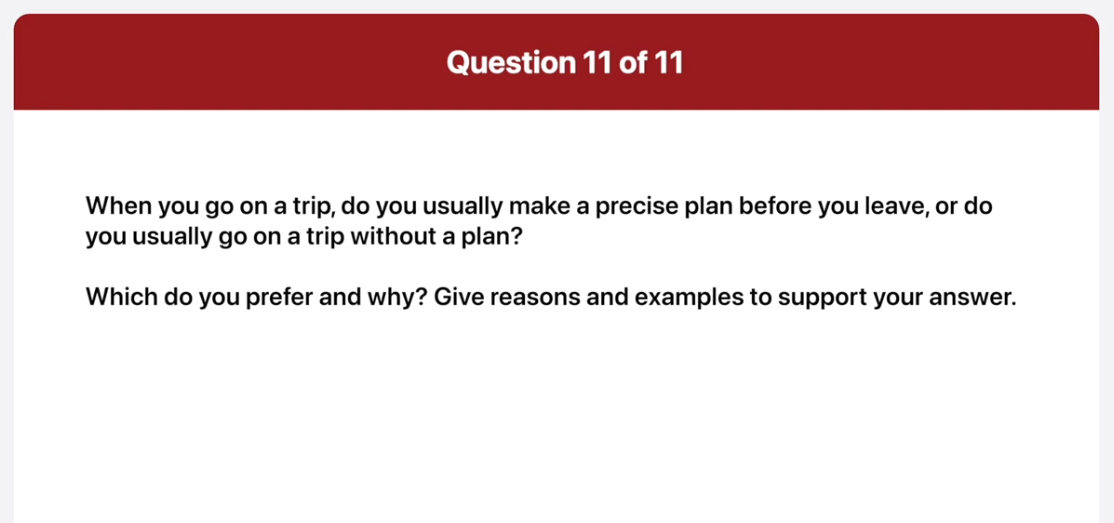 Question 11 of 11
When you go on a trip, do you usually make a precise plan before you leave, or do
you usually go on a trip without a plan?
Which do you prefer and why? Give reasons and examples to support your answer.